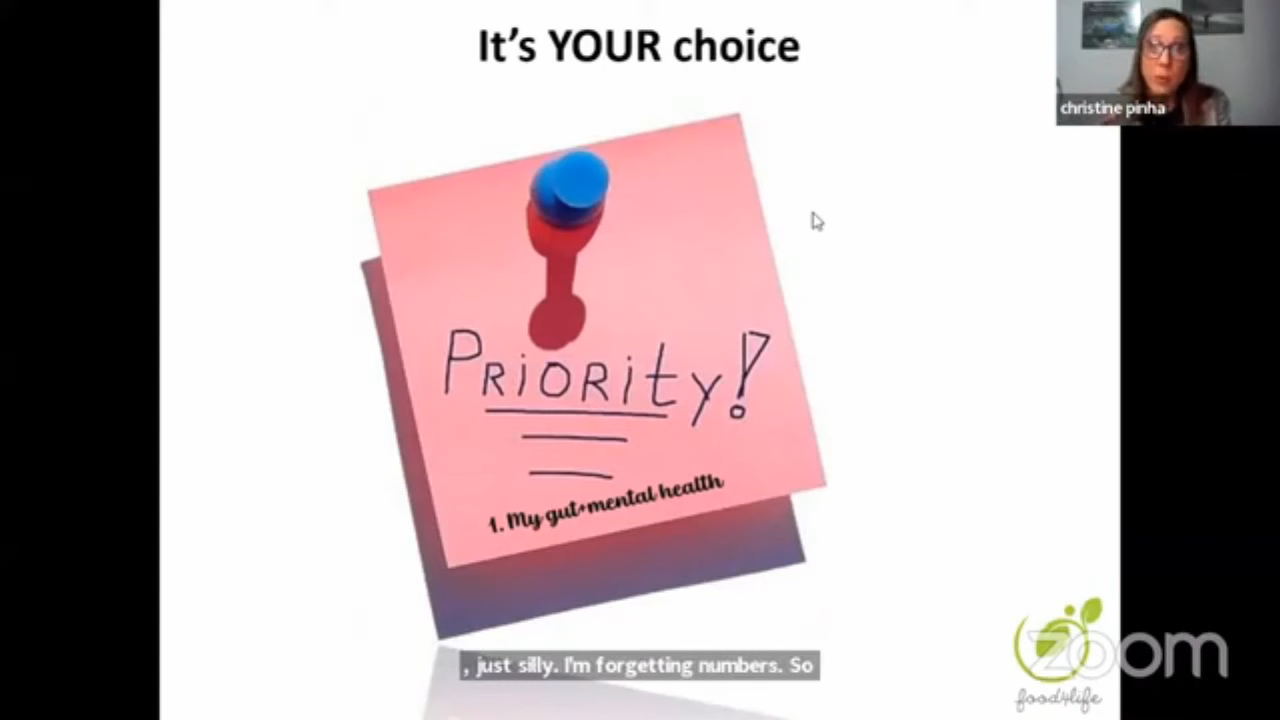 It's YOUR choice
christine pinha
PRiORity!
1. My gut+mental health
, just silly. I'm forgetting numbers. So
zoom
food4life